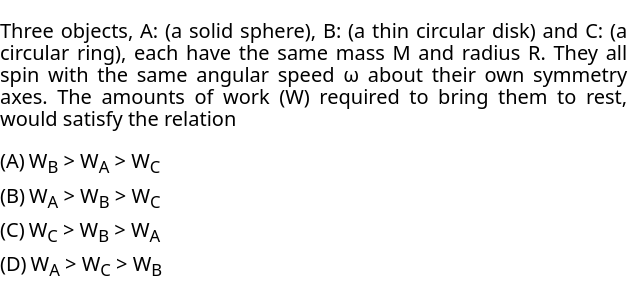 Three objects, A: (a solid sphere), B: (a thin circular disk) and C: (a
circular ring), each have the same mass M and radius R. They all
spin with the same angular speed ω about their own symmetry
axes. The amounts of work (W) required to bring them to rest,
would satisfy the relation
(A) W_B > W_A > W_C
(B) W_A > W_B > W_C
(C) W_C > W_B > W_A
(D) W_A > W_C > W_B